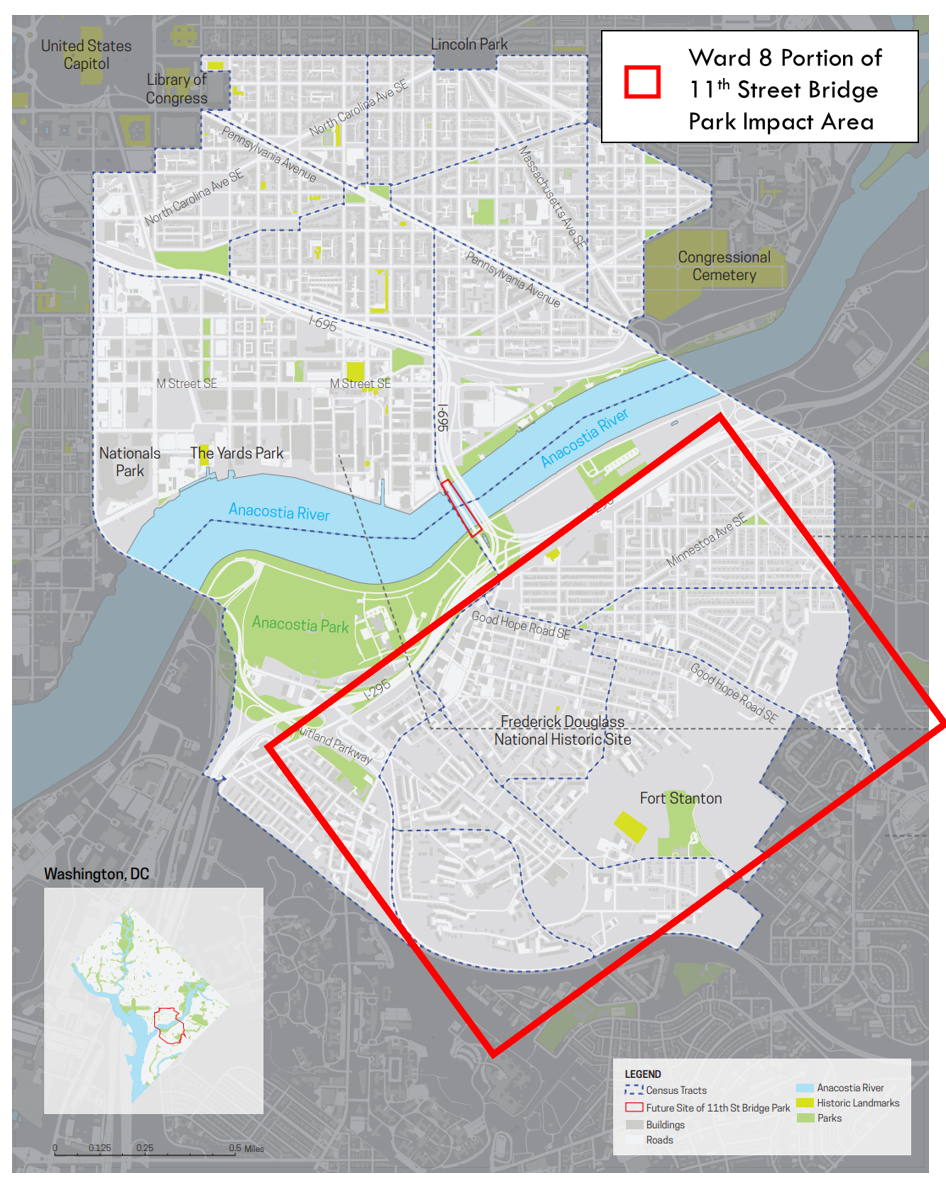 United States
Capitol
Library of
Congress
Lincoln Park
Ward 8 Portion of
11th Street Bridge
Park Impact Area
North Carolina Ave SE
Pennsylvania Avenue
North Carolina Ave SE
Massachusetts Ave SE
Pennsylvania Avenue
Congressional
Cemetery
I-695
M Street SE
M Street SE
I-695
Nationals
Park
The Yards Park
Anacostia River
Anacostia River
Minnestoa Ave SE
Anacostia Park
Good Hope Road SE
Good Hope Road SE
I-295
Frederick Douglass
National Historic Site
Parkway
Fort Stanton
Washington, DC
LEGEND
Census Tracts
Future Site of 11th St Bridge Park
Buildings
Roads
Anacostia River
Historic Landmarks
Parks
0 0.125 0.25 0.5 Miles